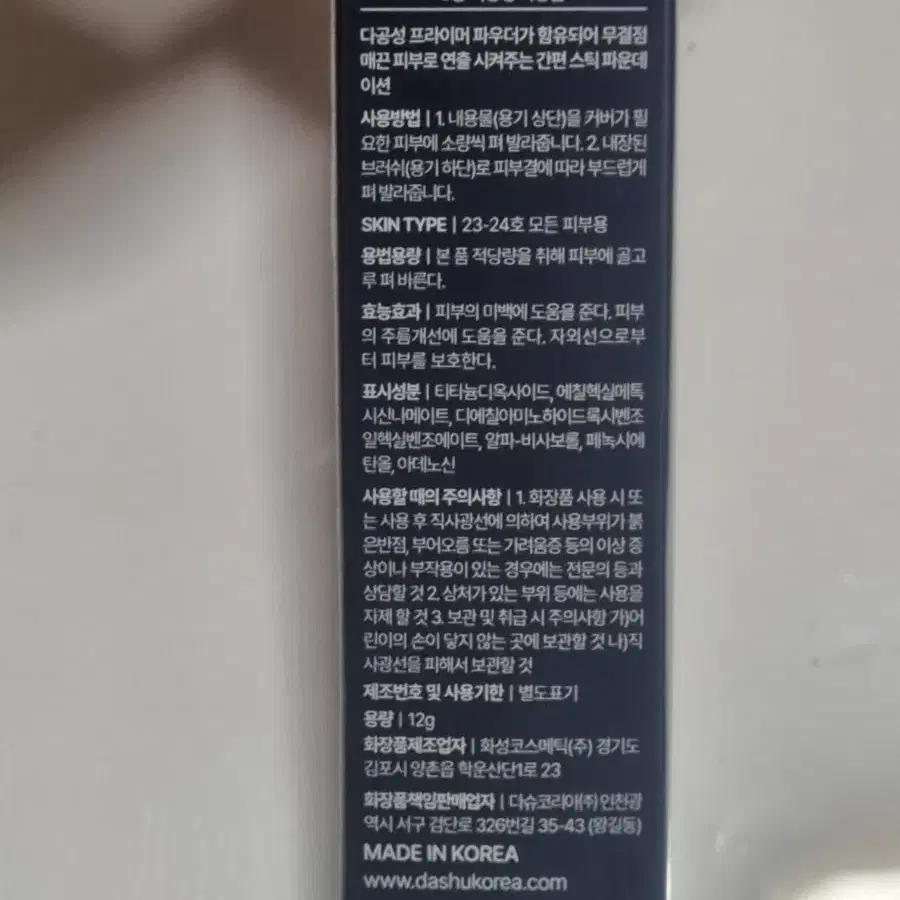 다공성 프라이머 파우더가 함유되어 무결점
매끈 피부로 연출 시켜주는 간편 스틱 파운데
이션
사용방법 | 1. 내용물(용기 상단)을 커버가 필
요한 피부에 소량씩 펴 발라줍니다. 2. 내장된
브러쉬(용기 하단)로 피부결에 따라 부드럽게
펴 발라줍니다.
SKIN TYPE | 23-24호 모든 피부용
용법용량 | 본 품 적당량을 취해 피부에 골고
루 펴 바른다.
효능효과 | 피부의 미백에 도움을 준다. 피부
의 주름개선에 도움을 준다. 자외선으로부
터 피부를 보호한다.
표시성분 | 티타늄디옥사이드, 에칠헥실메톡
시신나메이트, 디에칠아미노하이드록시벤조
일헥실벤조에이트, 알파-비사보롤, 페녹시에
탄올, 아데노신
사용할 때의 주의사항 | 1. 화장품 사용 시 또
는 사용 후 직사광선에 의하여 사용부위가 붉
은반점, 부어오름 또는 가려움증 등의 이상 증
상이나 부작용이 있는 경우에는 전문의 등과
상담할 것 2. 상처가 있는 부위 등에는 사용을
자제 할 것 3. 보관 및 취급 시 주의사항 가)어
린이의 손이 닿지 않는 곳에 보관할 것 나)직
사광선을 피해서 보관할 것
제조번호 및 사용기한 | 별도표기
용량 | 12g
화장품제조업자 | 화성코스메틱(주) 경기도
김포시 양촌읍 학운산단1로 23
화장품책임판매업자 | 다슈코리아(주) 인천광
역시 서구 검단로 326번길 35-43 (왕길동)
MADE IN KOREA
www.dashukorea.com